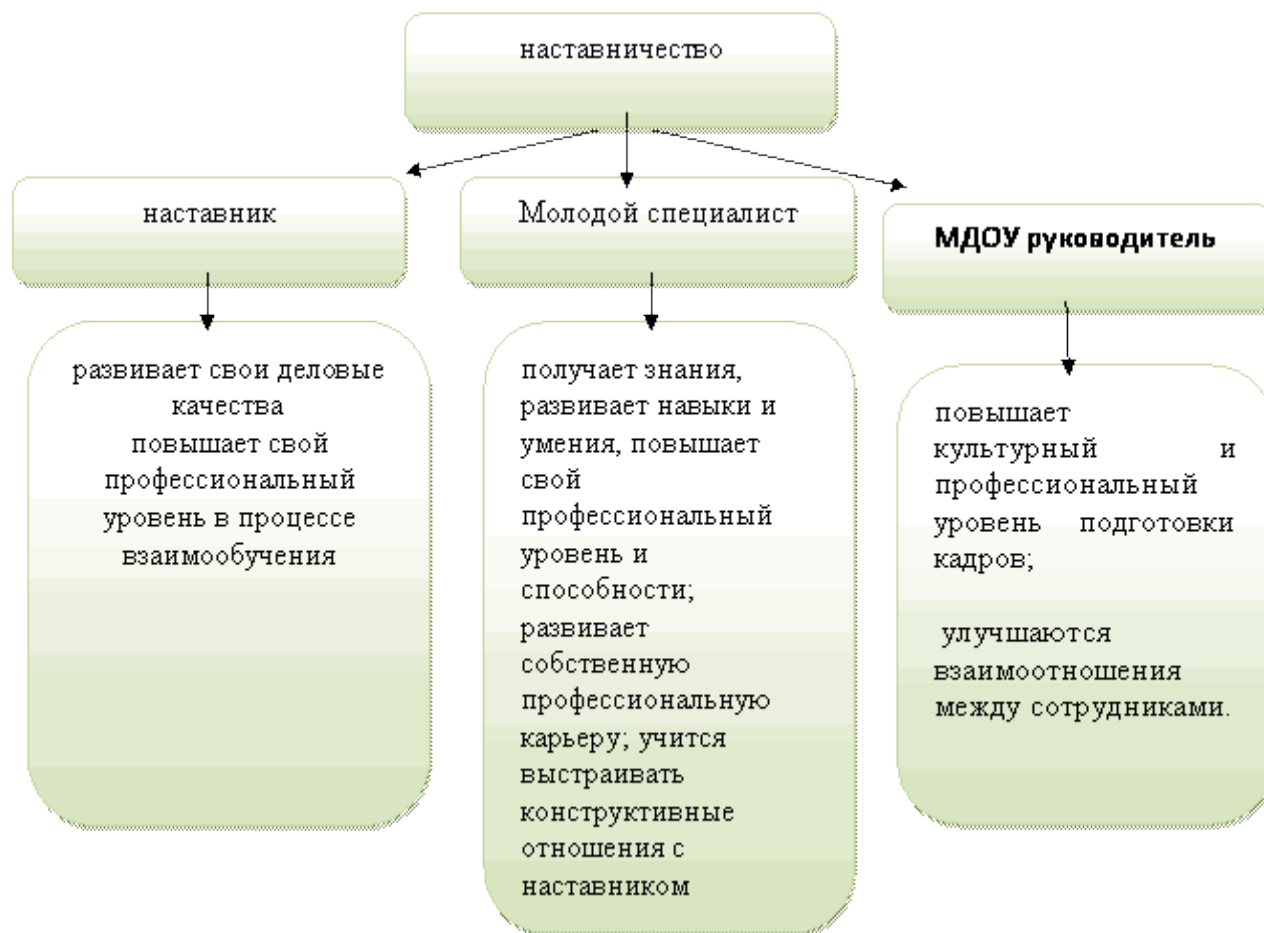 наставничество
наставник
Молодой специалист
МДОУ руководитель
развивает свои деловые
качества
повышает свой
профессиональный
уровень в процессе
взаимообучения
получает знания,
развивает навыки и
умения, повышает
свой
профессиональный
уровень и
способности;
развивает
собственную
профессиональную
карьеру; учится
выстраивать
конструктивные
отношения с
наставником
повышает
культурный и
профессиональный
уровень подготовки
кадров;
улучшаются
взаимоотношения
между сотрудниками.